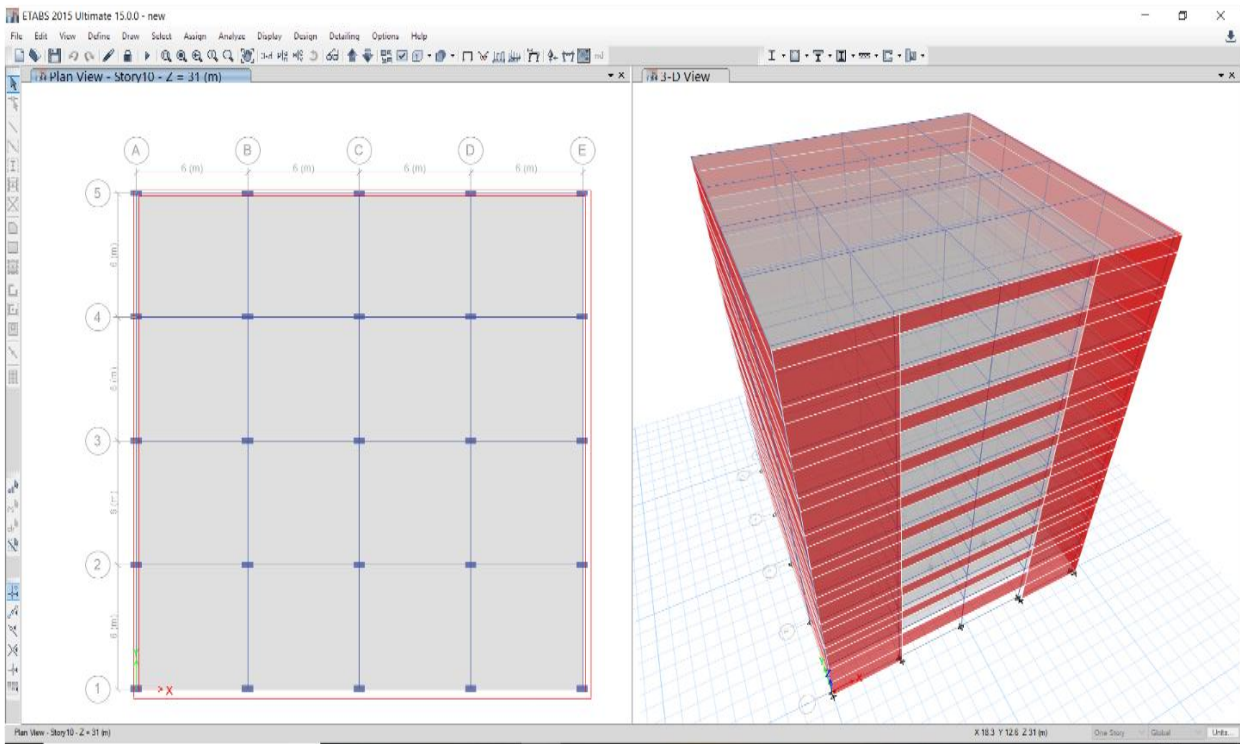 ETABS 2015 Ultimate 15.0.0 - new
File Edit View Define Draw Select Assign Analyze Display Design Detailing Options Help
Plan View - Story10 - Z = 31 (m)
3-D View
A B C D E
6 (m) 6 (m) 6 (m) 6 (m)
5
6 (m)
4
6 (m)
3
6 (m)
2
6 (m)
1
Y
X
X
Plan View - Story10 - Z = 31 (m)
X 18.3 Y 12.6 Z 31 (m)
One Story
Global
Units...